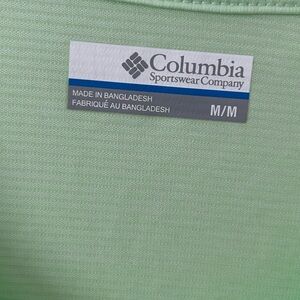 Columbia
Sportswear Company
MADE IN BANGLADESH
FABRIQUÉ AU BANGLADESH
M/M